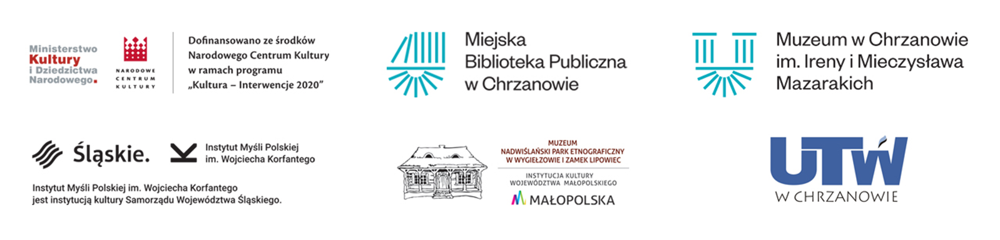 Ministerstwo
Kultury
i Dziedzictwa
Narodowego.
NARODOWE
CENTRUM
KULTURY
Dofinansowano ze środków
Narodowego Centrum Kultury
w ramach programu
„Kultura – Interwencje 2020”
Miejska
Biblioteka Publiczna
w Chrzanowie
Muzeum w Chrzanowie
im. Ireny i Mieczysława
Mazarakich
Śląskie.
Instytut Myśli Polskiej
im. Wojciecha Korfantego
Instytut Myśli Polskiej im. Wojciecha Korfantego
jest instytucją kultury Samorządu Województwa Śląskiego.
MUZEUM
NADWIŚLAŃSKI PARK ETNOGRAFICZNY
W WYGIEŁZOWIE I ZAMEK LIPOWIEC
INSTYTUCJA KULTURY
WOJEWÓDZTWA MAŁOPOLSKIEGO
MAŁOPOLSKA
UTW
W CHRZANOWIE